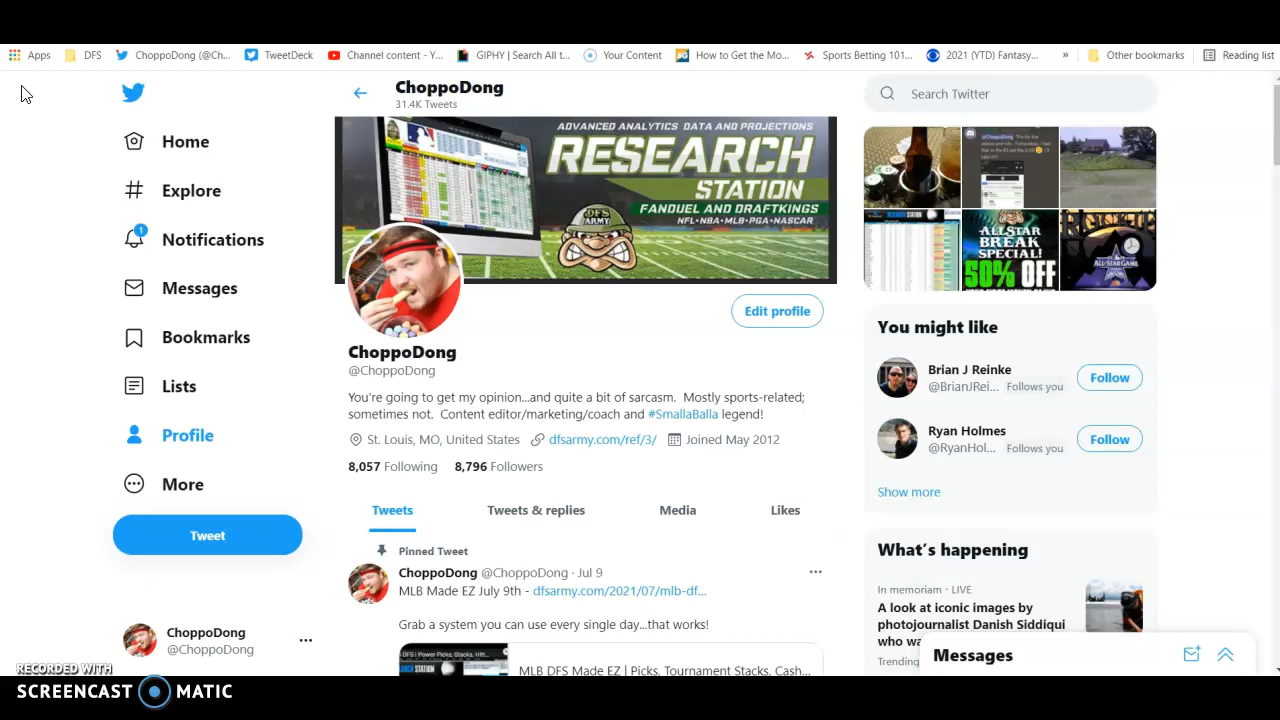 Apps DFS ChoppoDong (@Ch... TweetDeck Channel content - Y... GIPHY | Search All t... Your Content How to Get the Mo... Sports Betting 101... 2021 (YTD) Fantasy... » Other bookmarks Reading list
ChoppoDong
31.4K Tweets
Search Twitter
Home
Explore
1
Notifications
Messages
Bookmarks
Lists
Profile
More
Tweet
ChoppoDong
@ChoppoDong
ADVANCED ANALYTICS DATA AND PROJECTIONS
RESEARCH
STATION
FANDUEL AND DRAFTKINGS
NFL•NBA•MLB•PGA•NASCAR
DFS
ARMY
Edit profile
ChoppoDong
@ChoppoDong
You're going to get my opinion...and quite a bit of sarcasm. Mostly sports-related;
sometimes not. Content editor/marketing/coach and #SmallaBalla legend!
St. Louis, MO, United States dfsarmy.com/ref/3/ Joined May 2012
8,057 Following 8,796 Followers
Tweets Tweets & replies Media Likes
Pinned Tweet
ChoppoDong @ChoppoDong · Jul 9 ···
MLB Made EZ July 9th - dfsarmy.com/2021/07/mlb-df...
Grab a system you can use every single day...that works!
MLB DFS Made EZ | Picks, Tournament Stacks, Cash...
ALLSTAR
BREAK
SPECIAL!
50% OFF
ALL-STAR GAME
You might like
Brian J Reinke
@BrianJRei... Follows you
Follow
Ryan Holmes
@RyanHol... Follows you
Follow
Show more
What's happening
In memoriam · LIVE
A look at iconic images by
photojournalist Danish Siddiqui
who wa
Trending
Messages
RECORDED WITH
SCREENCAST MATIC